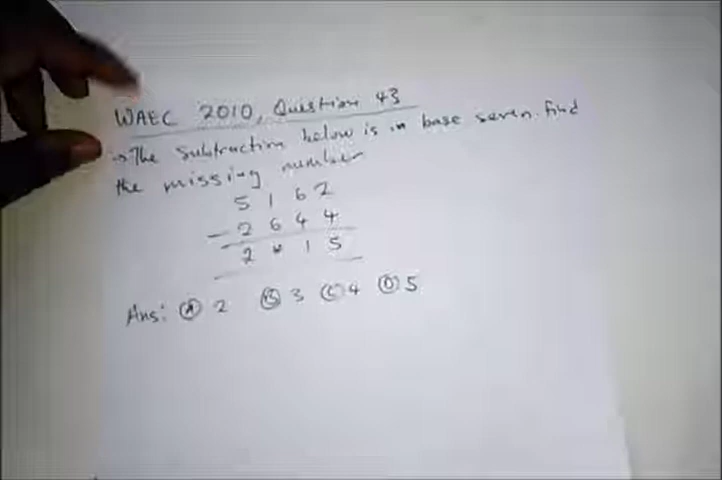 WAEC 2010, Question 43
→The Subtraction below is in base seven. find
the missing number
5 1 6 2
- 2 6 4 4
2 * 1 5
Ans: Ⓐ 2 Ⓑ 3 Ⓒ 4 Ⓓ 5